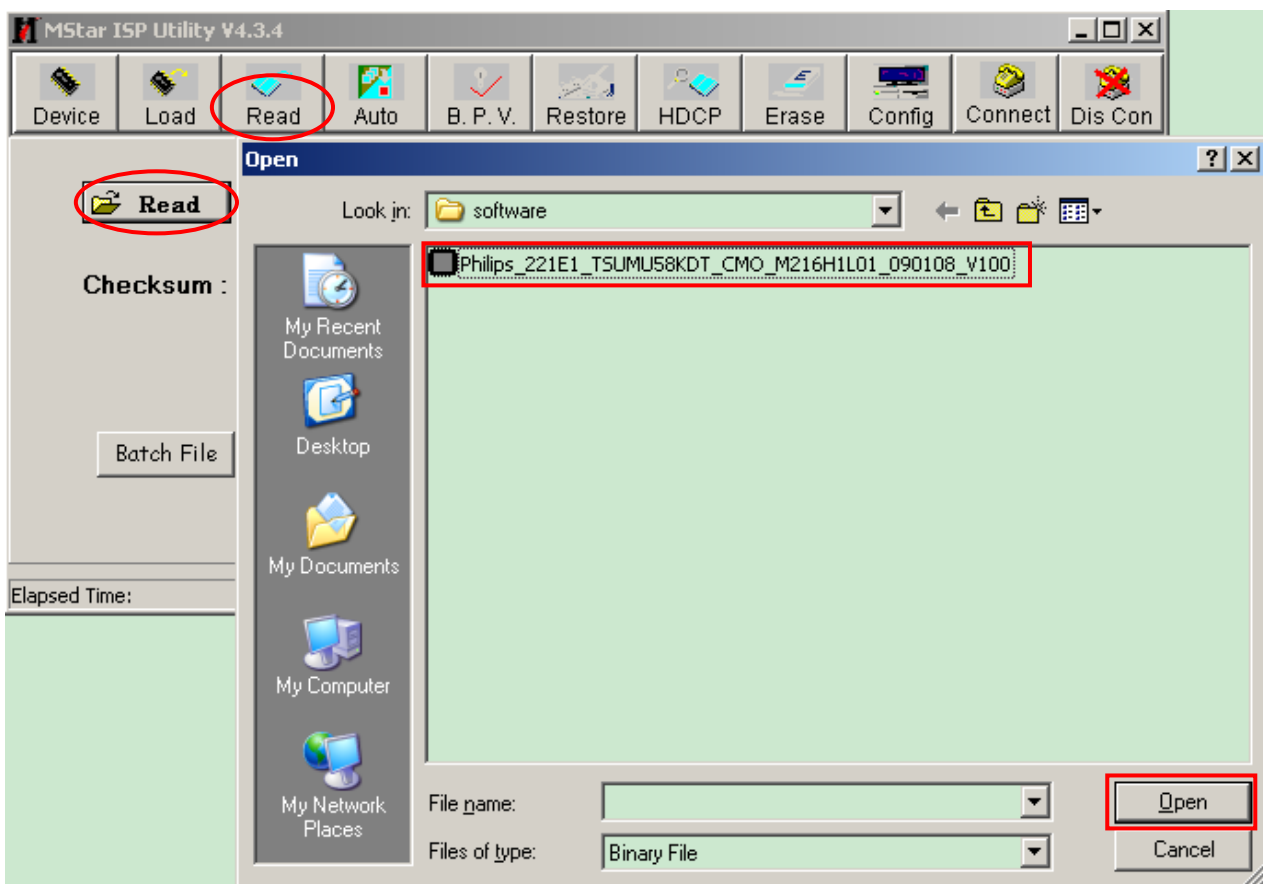 MStar ISP Utility V4.3.4
Device Load Read Auto B. P. V. Restore HDCP Erase Config Connect Dis Con
Open
Read
Look in: software
Philips_221E1_TSUMU58KDT_CMO_M216H1L01_090108_V100
Checksum :
My Recent
Documents
Desktop
Batch File
My Documents
Elapsed Time:
My Computer
My Network
Places
File name:
Open
Files of type: Binary File
Cancel